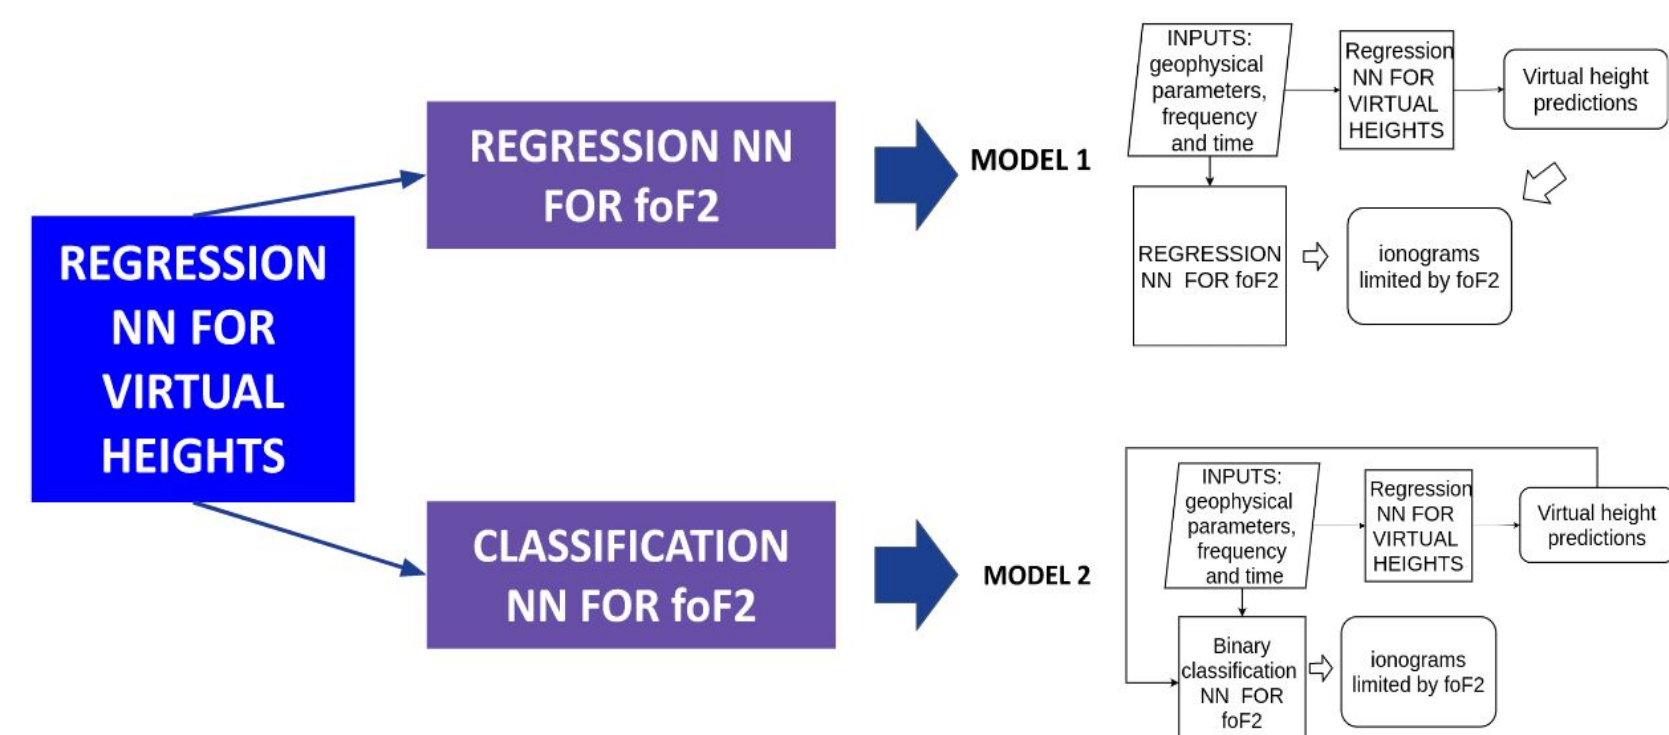 REGRESSION
NN FOR
VIRTUAL
HEIGHTS
REGRESSION NN
FOR foF2
MODEL 1
INPUTS:
geophysical
parameters,
frequency
and time
Regression
NN FOR
VIRTUAL
HEIGHTS
Virtual height
predictions
REGRESSION
NN FOR foF2
ionograms
limited by foF2
CLASSIFICATION
NN FOR foF2
MODEL 2
INPUTS:
geophysical
parameters,
frequency
and time
Regression
NN FOR
VIRTUAL
HEIGHTS
Virtual height
predictions
Binary
classification
NN FOR
foF2
ionograms
limited by foF2